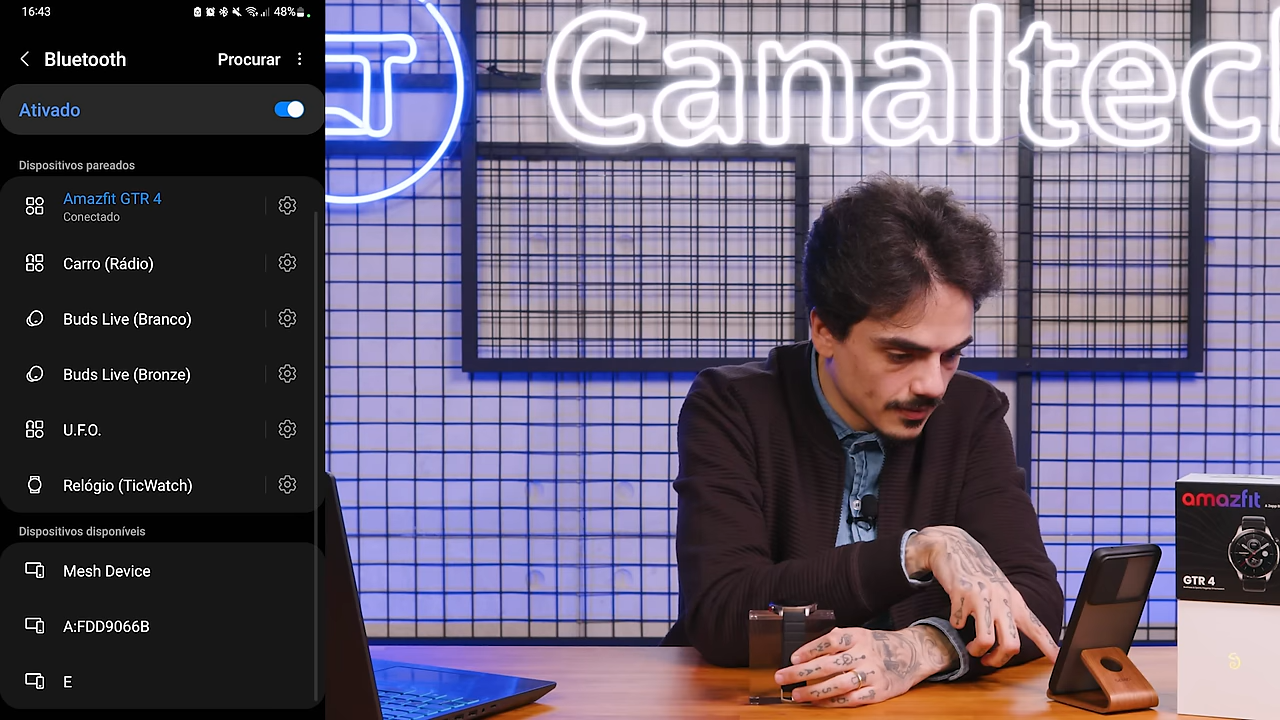 16:43
48%
Bluetooth
Procurar
Ativado
Dispositivos pareados
Amazfit GTR 4
Conectado
Carro (Rádio)
Buds Live (Branco)
Buds Live (Bronze)
U.F.O.
Relógio (TicWatch)
Dispositivos disponíveis
Mesh Device
A:FDD9066B
E
Canaltec
amazfit
GTR 4